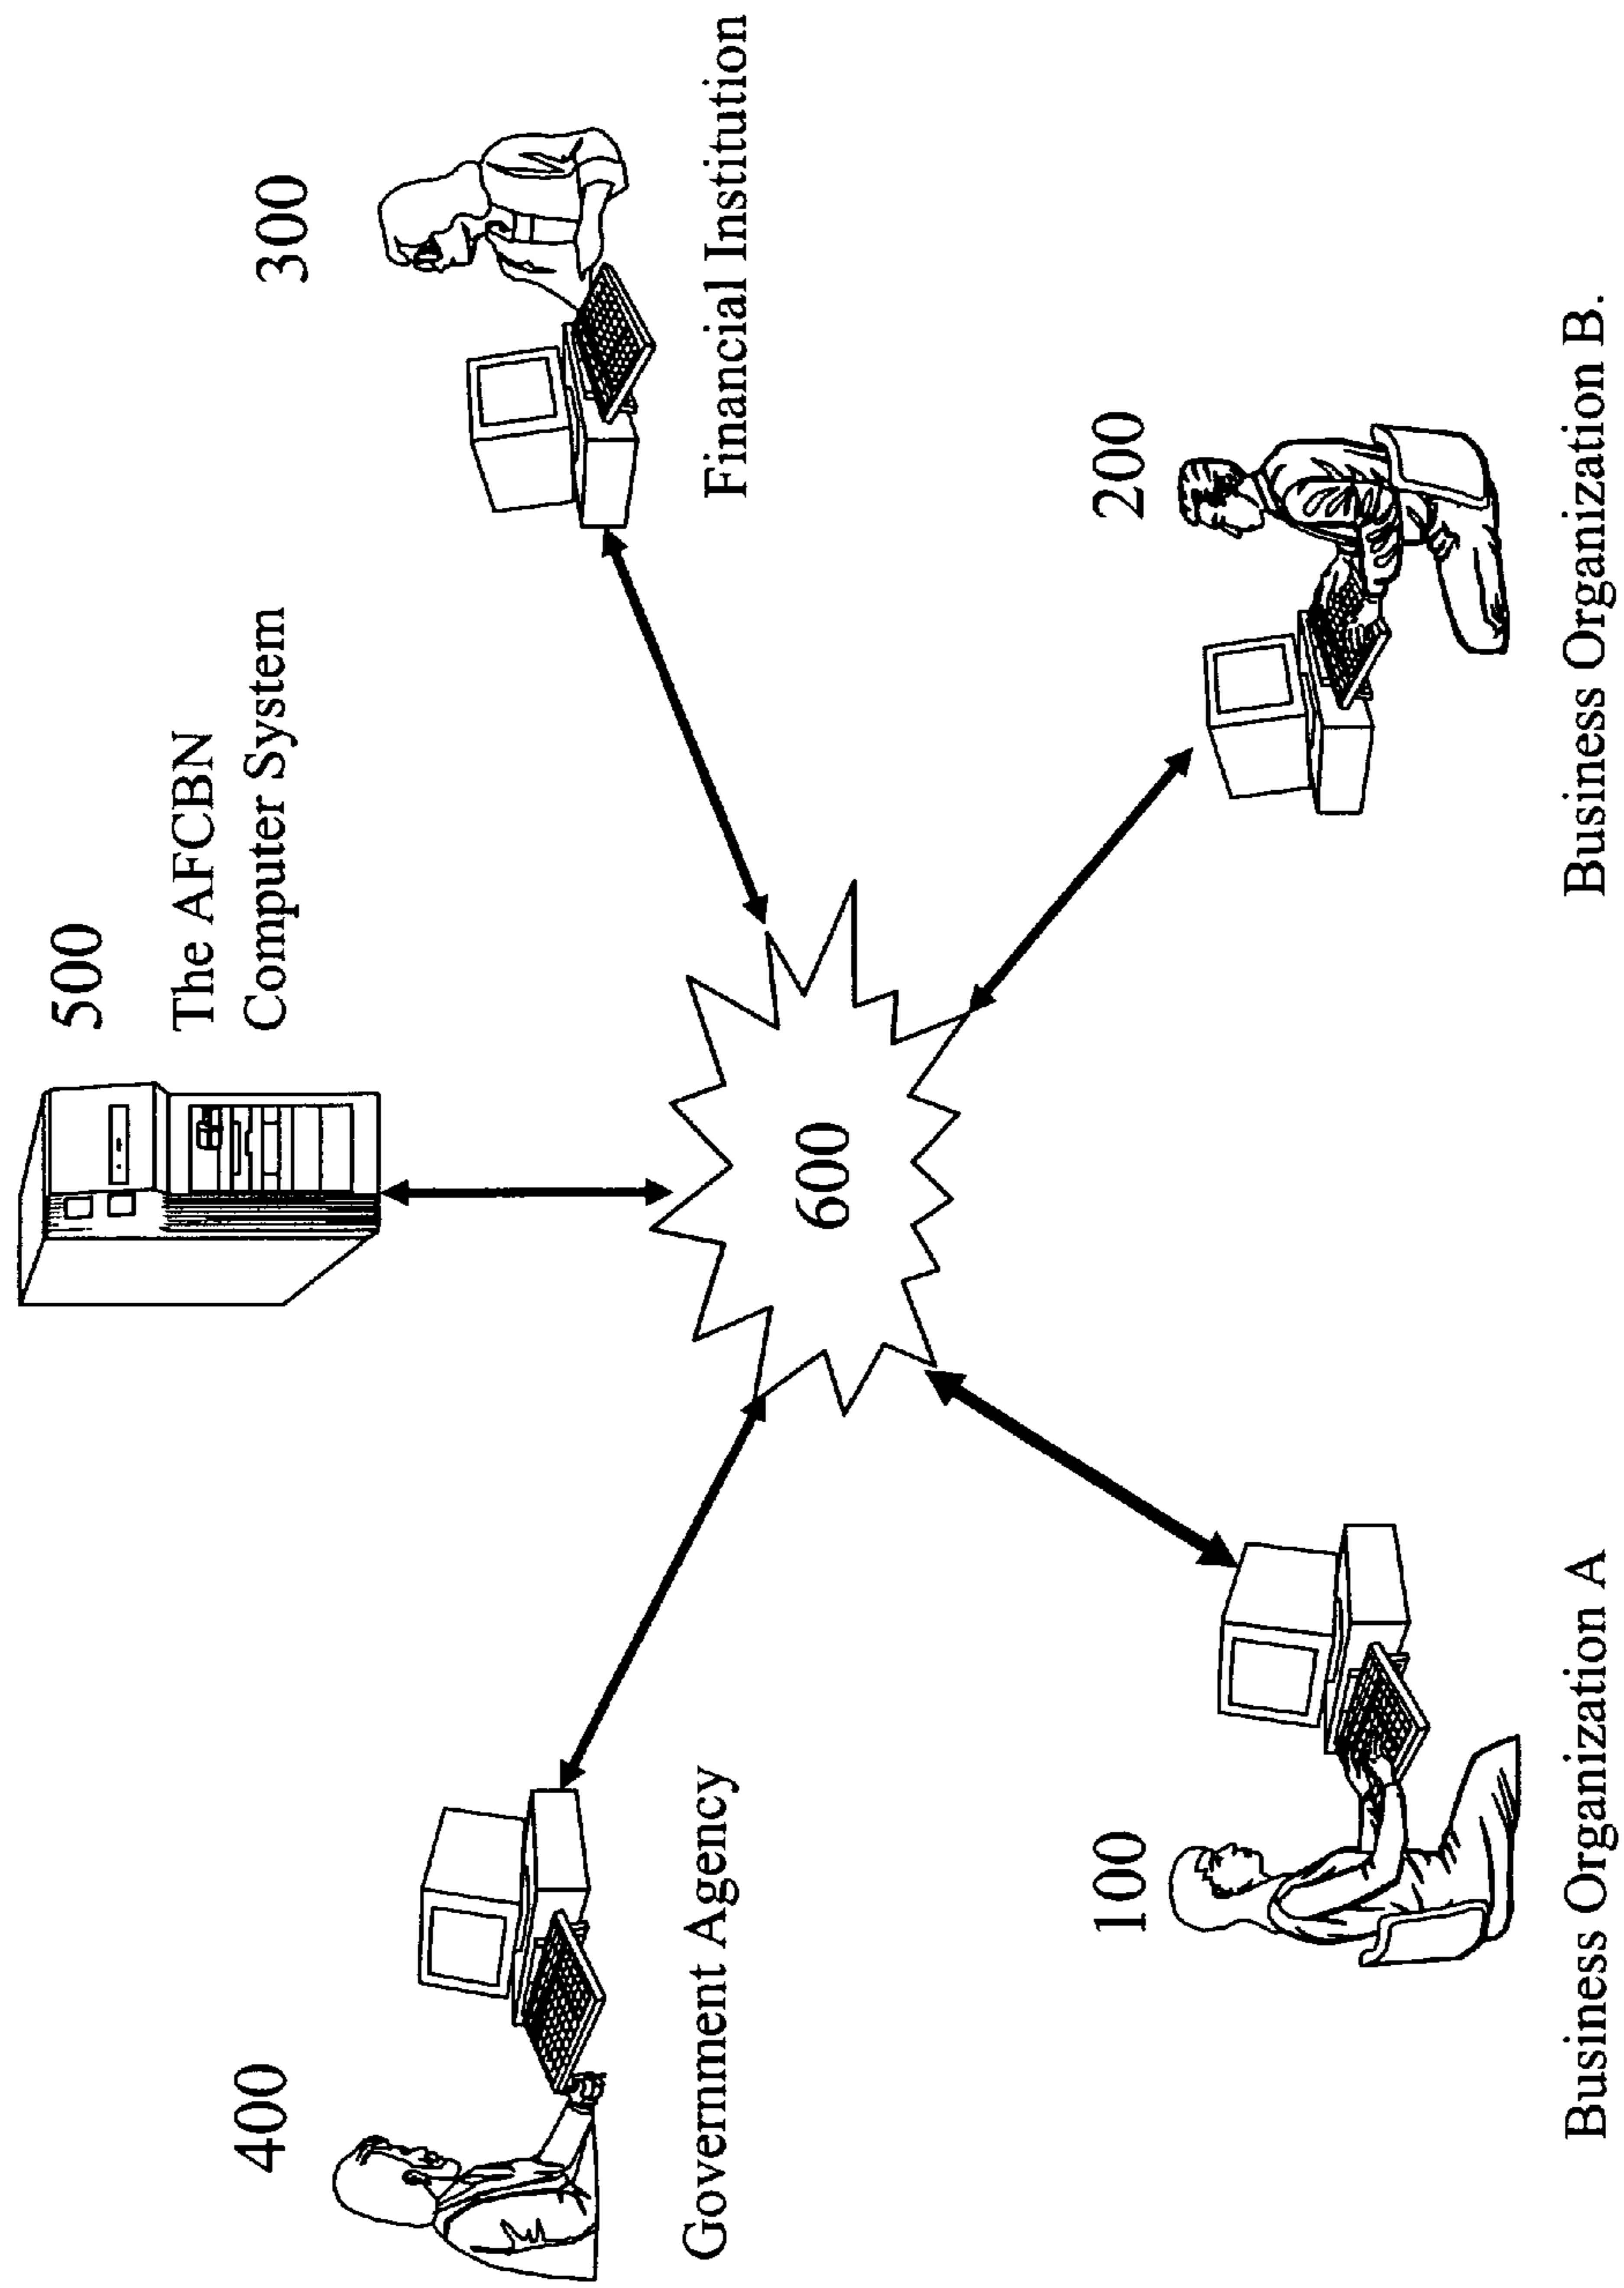 500
The AFCBN
Computer System
400
300
Government Agency
Financial Institution
600
100
200
Business Organization A
Business Organization B.